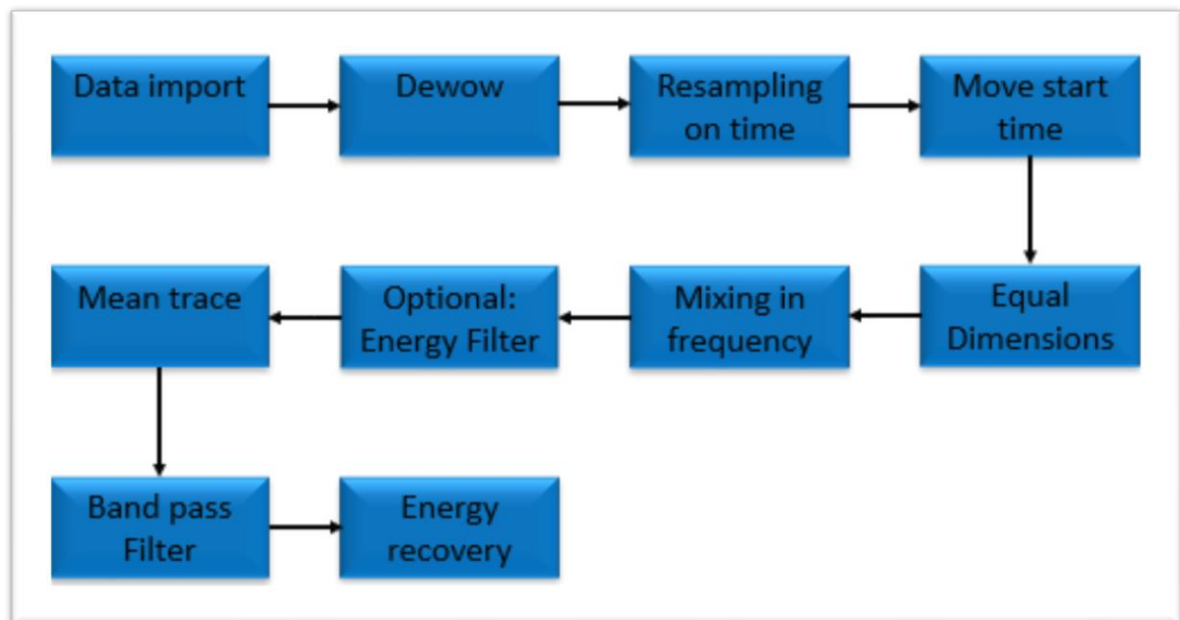 Data import
Dewow
Resampling
on time
Move start
time
Equal
Dimensions
Mixing in
frequency
Optional:
Energy Filter
Mean trace
Band pass
Filter
Energy
recovery